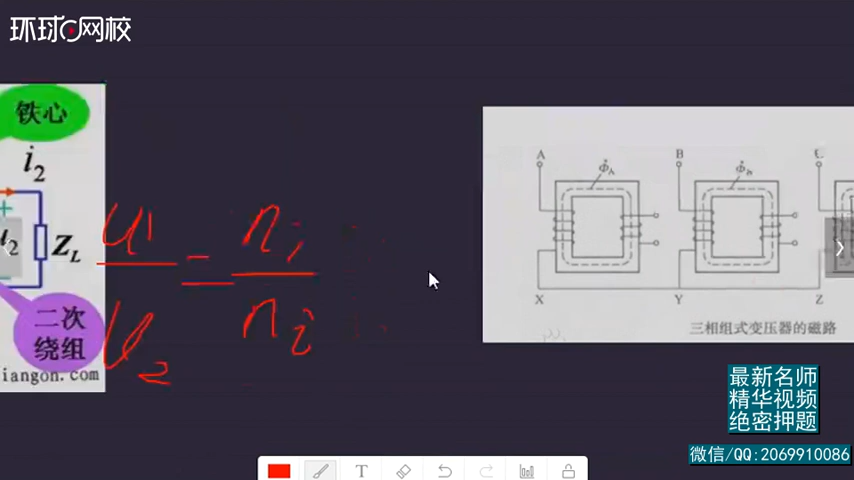 环球网校
铁心
i2
+
u2
ZL
二次
绕组
iangon.com
u1
u2
=
n1
n2
A
Φ̇A
B
Φ̇B
C
X
Y
Z
三相组式变压器的磁路
最新名师
精华视频
绝密押题
微信/QQ:2069910086
T